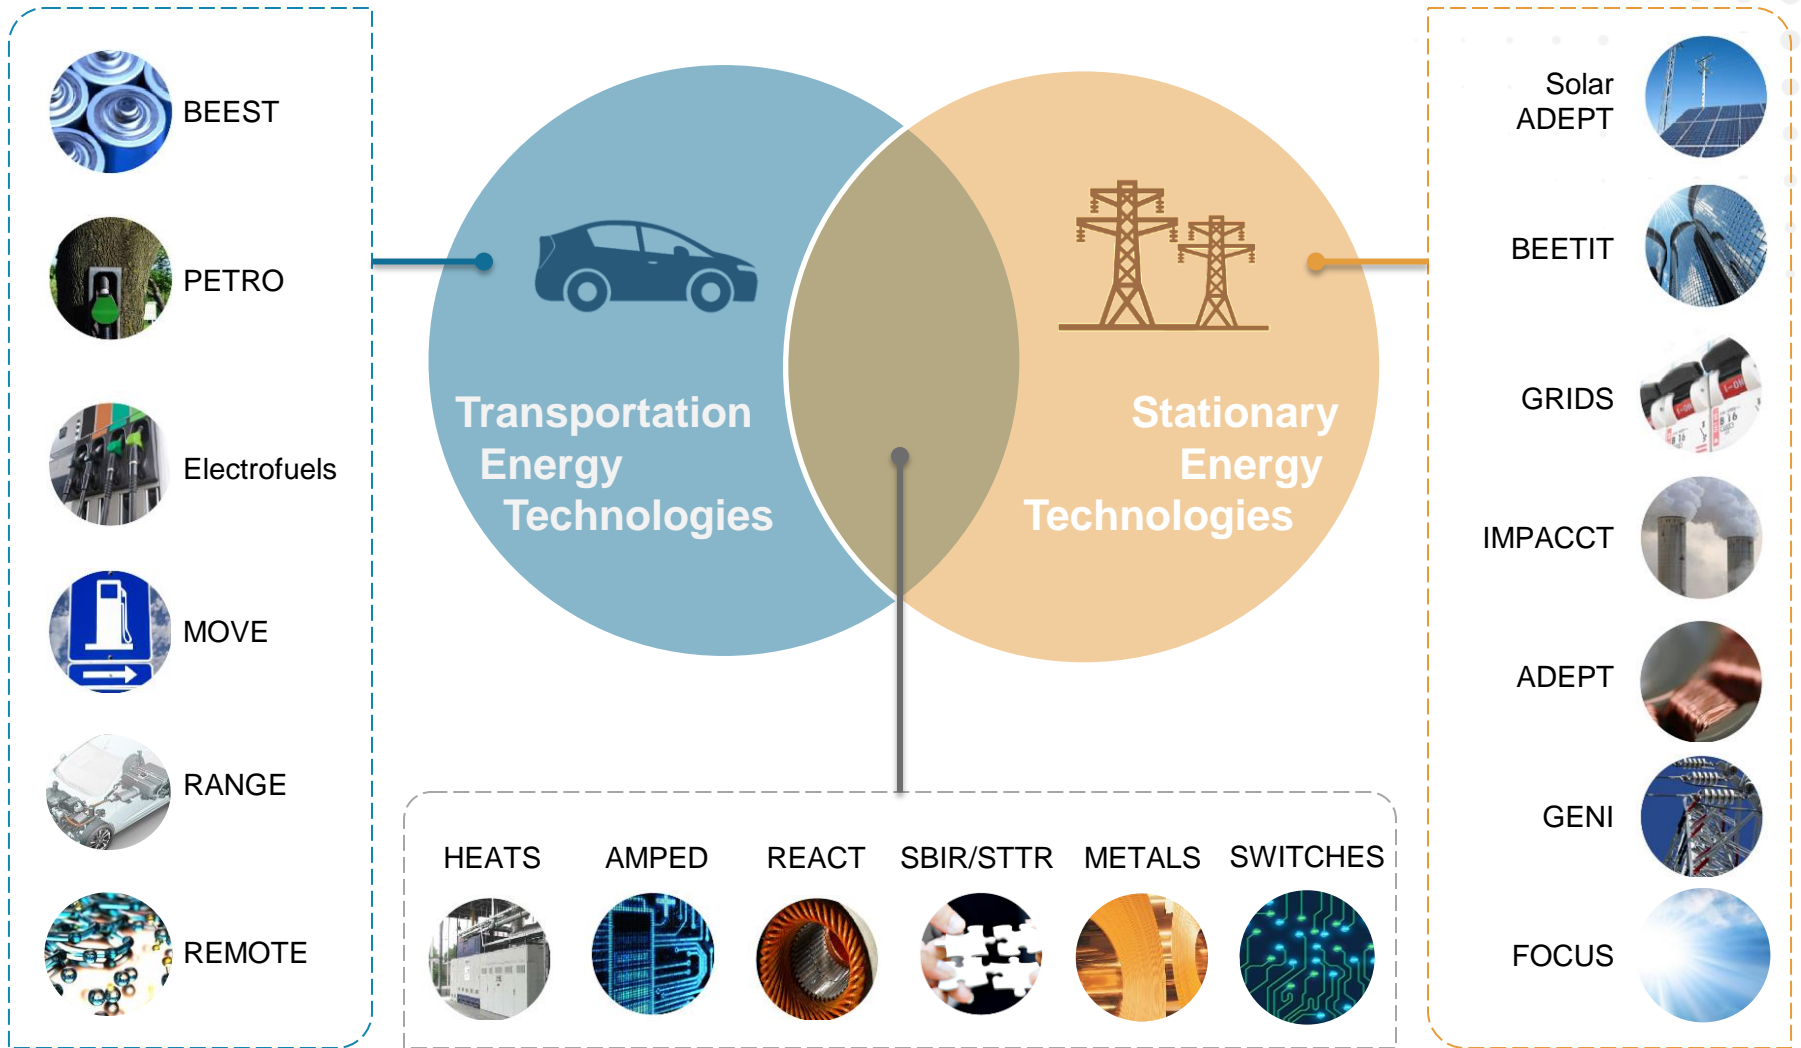 BEEST
PETRO
Electrofuels
MOVE
RANGE
REMOTE
Transportation
Energy
Technologies
Stationary
Energy
Technologies
HEATS
AMPED
REACT
SBIR/STTR
METALS
SWITCHES
Solar
ADEPT
BEETIT
GRIDS
IMPACCT
ADEPT
GENI
FOCUS